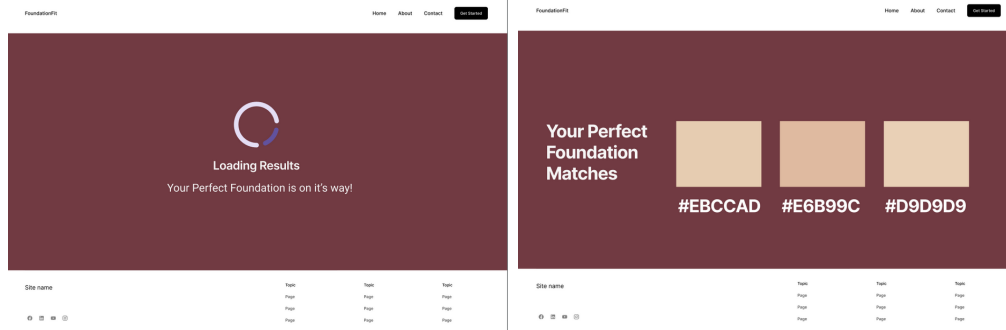 FoundationFit
Home About Contact Get Started
Loading Results
Your Perfect Foundation is on it's way!
Site name
Topic Topic Topic
Page Page Page
Page Page Page
Page Page Page
FoundationFit
Home About Contact Get Started
Your Perfect
Foundation
Matches
#EBCCAD #E6B99C #D9D9D9
Site name
Topic Topic Topic
Page Page Page
Page Page Page
Page Page Page